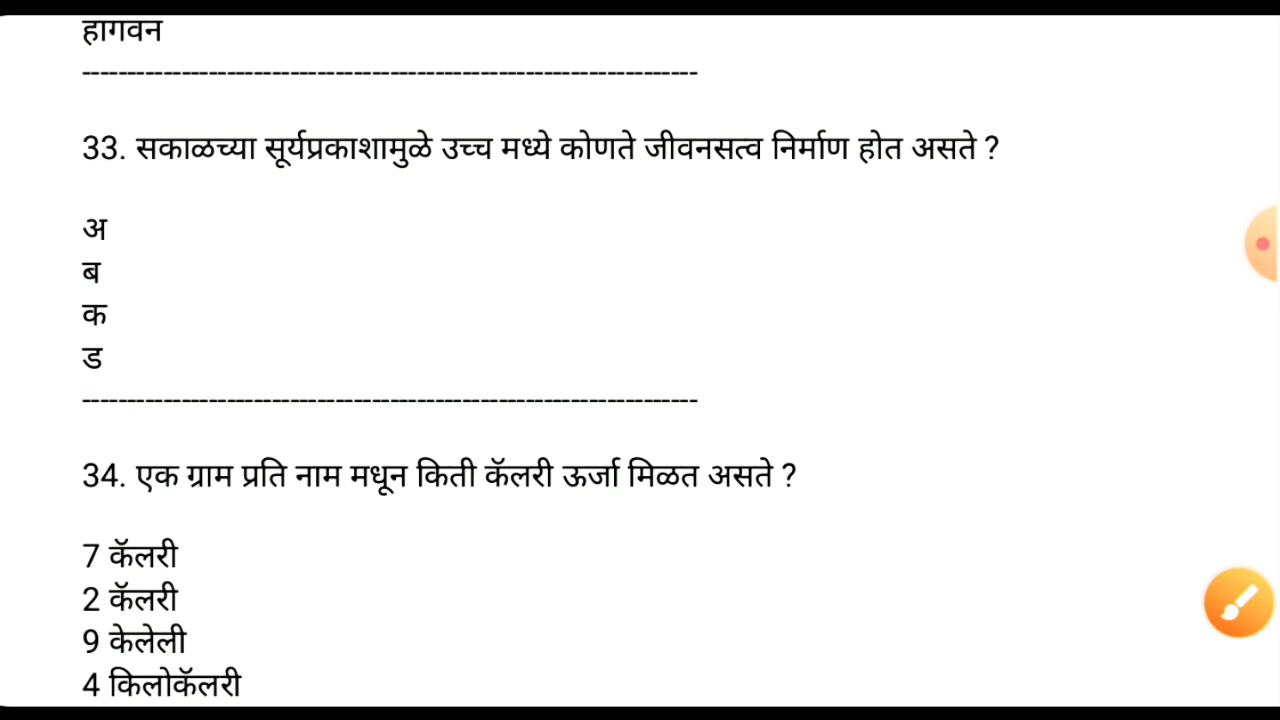 हागवन
--------------------------------------------------------------------
33. सकाळच्या सूर्यप्रकाशामुळे उच्च मध्ये कोणते जीवनसत्व निर्माण होत असते ?
अ
ब
क
ड
--------------------------------------------------------------------
34. एक ग्राम प्रति नाम मधून किती कॅलरी ऊर्जा मिळत असते ?
7 कॅलरी
2 कॅलरी
9 केलेली
4 किलोकॅलरी